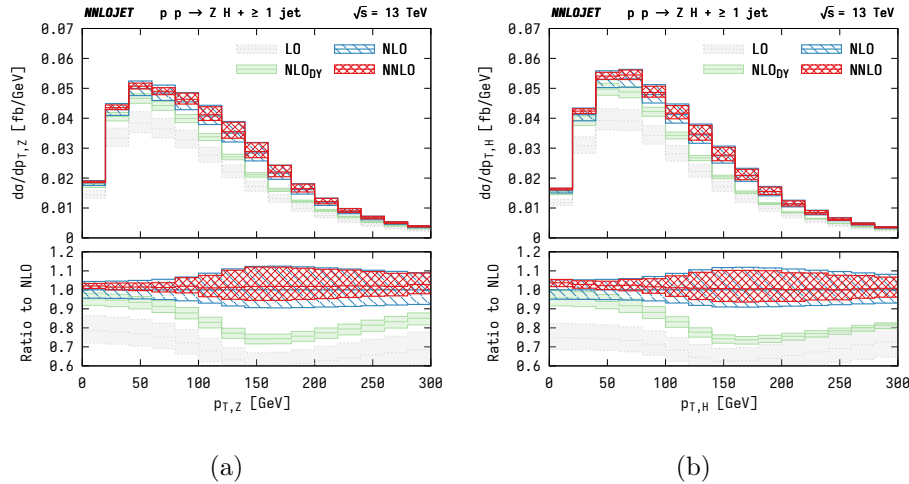 NNLOJET p p → Z H + ≥ 1 jet √s = 13 TeV
0.07
0.06
0.05
0.04
0.03
0.02
0.01
0
dσ/dp_T,Z [fb/GeV]
LO NLO
NLO_DY NNLO
1.2
1.1
1.0
0.9
0.8
0.7
0.6
Ratio to NLO
0 50 100 150 200 250 300
p_T,Z [GeV]
(a)
NNLOJET p p → Z H + ≥ 1 jet √s = 13 TeV
0.07
0.06
0.05
0.04
0.03
0.02
0.01
0
dσ/dp_T,H [fb/GeV]
LO NLO
NLO_DY NNLO
1.2
1.1
1.0
0.9
0.8
0.7
0.6
Ratio to NLO
0 50 100 150 200 250 300
p_T,H [GeV]
(b)